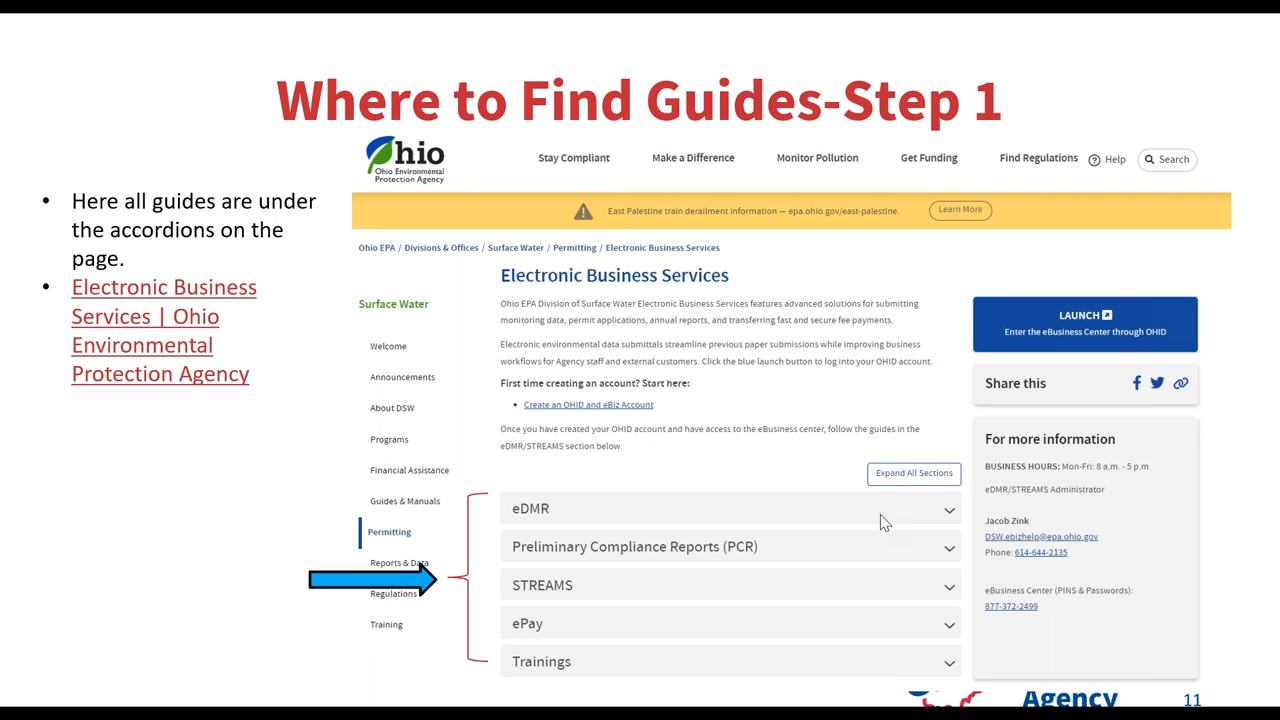 Where to Find Guides-Step 1
• Here all guides are under
the accordions on the
page.
• Electronic Business
Services | Ohio
Environmental
Protection Agency
Ohio
Ohio Environmental
Protection Agency
Stay Compliant
Make a Difference
Monitor Pollution
Get Funding
Find Regulations
Help
Search
East Palestine train derailment information — epa.ohio.gov/east-palestine.
Learn More
Ohio EPA / Divisions & Offices / Surface Water / Permitting / Electronic Business Services
Surface Water
Welcome
Announcements
About DSW
Programs
Financial Assistance
Guides & Manuals
Permitting
Reports & Data
Regulations
Training
Electronic Business Services
Ohio EPA Division of Surface Water Electronic Business Services features advanced solutions for submitting
monitoring data, permit applications, annual reports, and transferring fast and secure fee payments.
Electronic environmental data submittals streamline previous paper submissions while improving business
workflows for Agency staff and external customers. Click the blue launch button to log into your OHID account.
First time creating an account? Start here:
• Create an OHID and eBiz Account
Once you have created your OHID account and have access to the eBusiness center, follow the guides in the
eDMR/STREAMS section below.
Expand All Sections
eDMR
Preliminary Compliance Reports (PCR)
STREAMS
ePay
Trainings
LAUNCH
Enter the eBusiness Center through OHID
Share this
For more information
BUSINESS HOURS: Mon-Fri: 8 a.m. - 5 p.m
eDMR/STREAMS Administrator
Jacob Zink
DSW.ebizhelp@epa.ohio.gov
Phone: 614-644-2135
eBusiness Center (PINS & Passwords):
877-372-2499
Agency
11